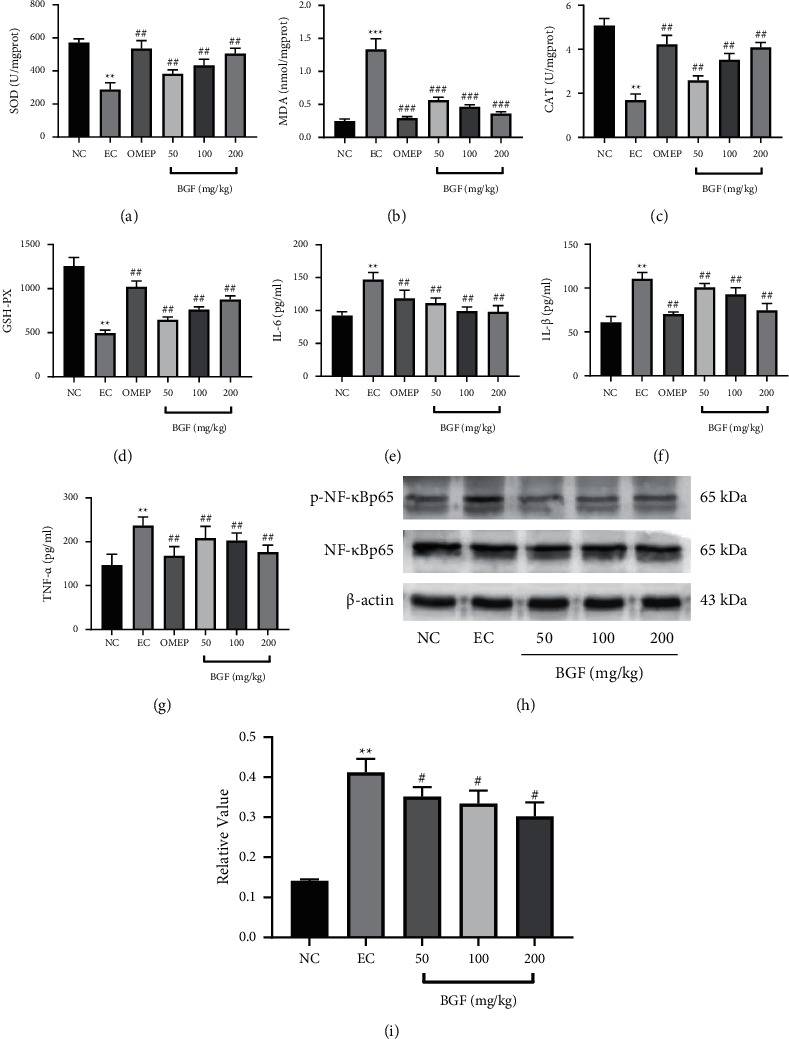 SOD (U/mgprot)
800
600
400
200
0
**
##
##
##
##
NC EC OMEP 50 100 200
BGF (mg/kg)
(a)
MDA (nmol/mgprot)
2.0
1.5
1.0
0.5
0.0
***
###
###
###
###
NC EC OMEP 50 100 200
BGF (mg/kg)
(b)
CAT (U/mgprot)
6
4
2
0
**
##
##
##
##
NC EC OMEP 50 100 200
BGF (mg/kg)
(c)
GSH-PX
1500
1000
500
0
**
##
##
##
##
NC EC OMEP 50 100 200
BGF (mg/kg)
(d)
IL-6 (pg/ml)
200
150
100
50
0
**
##
##
##
##
NC EC OMEP 50 100 200
BGF (mg/kg)
(e)
1L-β (pg/ml)
150
100
50
0
**
##
##
##
##
NC EC OMEP 50 100 200
BGF (mg/kg)
(f)
TNF-α (pg/ml)
300
200
100
0
**
##
##
##
##
NC EC OMEP 50 100 200
BGF (mg/kg)
(g)
p-NF-κBp65 65 kDa
NF-κBp65 65 kDa
β-actin 43 kDa
NC EC 50 100 200
BGF (mg/kg)
(h)
Relative Value
0.5
0.4
0.3
0.2
0.1
0.0
**
#
#
#
NC EC 50 100 200
BGF (mg/kg)
(i)